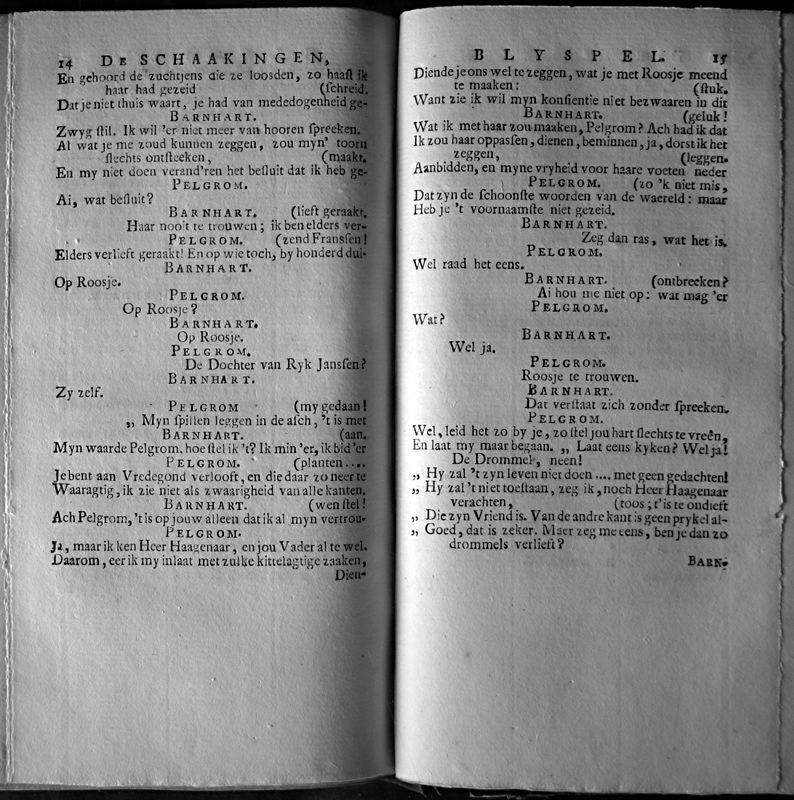 14 DE SCHAAKINGEN,
En gehoord de zuchtjens die ze loosden, zo haaſt ik
haar had gezeid (ſchreid.
Dat je niet thuis waart, je had van mededogenheid ge-
BARNHART.
Zwyg ſtil. Ik wil 'er niet meer van hooren ſpreeken.
Al wat je me zoud kunnen zeggen, zou myn' toorn
ſlechts ontſteeken, (maakt.
En my niet doen verand'ren het beſluit dat ik heb ge-
PELGROM.
Ai, wat beſluit?
BARNHART. (lieft geraakt.
Haar nooit te trouwen; ik ben elders ver-
PELGROM. (zend Franſſen!
Elders verlieft geraakt! En op wie toch, by honderd dui-
BARNHART.
Op Roosje.
PELGROM.
Op Roosje?
BARNHART.
Op Roosje.
PELGROM.
De Dochter van Ryk Janſſen?
BARNHART.
Zy zelf.
PELGROM (my gedaan!
„ Myn ſpillen leggen in de aſch, 't is met
BARNHART. (aan.
Myn waarde Pelgrom, hoe ſtel ik 't? Ik min 'er, ik bid 'er
PELGROM. (planten ....
Je bent aan Vredegond verlooft, en die daar zo neer te
Waaragtig, ik zie niet als zwaarigheid van alle kanten.
BARNHART. (wen ſtel!
Ach Pelgrom, 't is op jouw alleen dat ik al myn vertrou-
PELGROM.
Ja, maar ik ken Heer Haagenaar, en jou Vader al te wel.
Daarom, eer ik my inlaat met zulke kittelagtige zaaken,
Dien-
BLYSPEL. 15
Diende je ons wel te zeggen, wat je met Roosje meend
te maaken: (ſtuk.
Want zie ik wil myn konſientie niet bezwaaren in dit
BARNHART. (geluk!
Wat ik met haar zou maaken, Pelgrom? Ach had ik dat
Ik zou haar oppaſſen, dienen, beminnen, ja, dorst ik het
zeggen, (leggen.
Aanbidden, en myne vryheid voor haare voeten neder
PELGROM. (zo 'k niet mis,
Dat zyn de ſchoonſte woorden van de waereld: maar
Heb je 't voornaamſte niet gezeid.
BARNHART.
Zeg dan ras, wat het is.
PELGROM.
Wel raad het eens.
BARNHART. (ontbreeken?
Ai hou me niet op: wat mag 'er
PELGROM.
Wat?
BARNHART.
Wel ja.
PELGROM.
Roosje te trouwen.
BARNHART.
Dat verſtaat zich zonder ſpreeken.
PELGROM.
Wel, leid het zo by je, zo ſtel jou hart ſlechts te vreên,
En laat my maar begaan. „ Laat eens kyken? Wel ja!
De Drommel, neen!
„ Hy zal 't zyn leven niet doen .... met geen gedachten!
„ Hy zal 't niet toeſtaan, zeg ik, noch Heer Haagenaar
verachten, (toos; t'is te ondieft
„ Die zyn Vriend is. Van de andre kant is geen prykel al-
„ Goed, dat is zeker. Maer zeg me eens, ben je dan zo
drommels verlieft?
BARN-